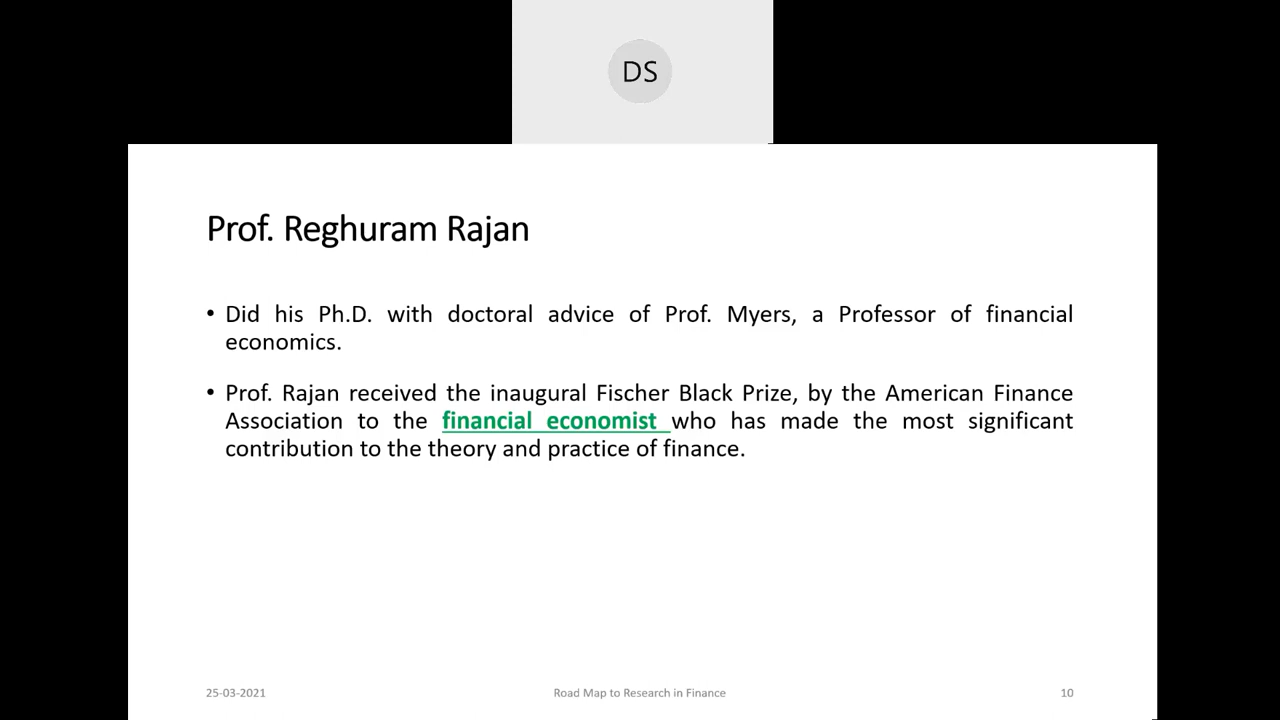 DS
Prof. Reghuram Rajan
• Did his Ph.D. with doctoral advice of Prof. Myers, a Professor of financial
economics.
• Prof. Rajan received the inaugural Fischer Black Prize, by the American Finance
Association to the financial economist who has made the most significant
contribution to the theory and practice of finance.
25-03-2021 Road Map to Research in Finance 10